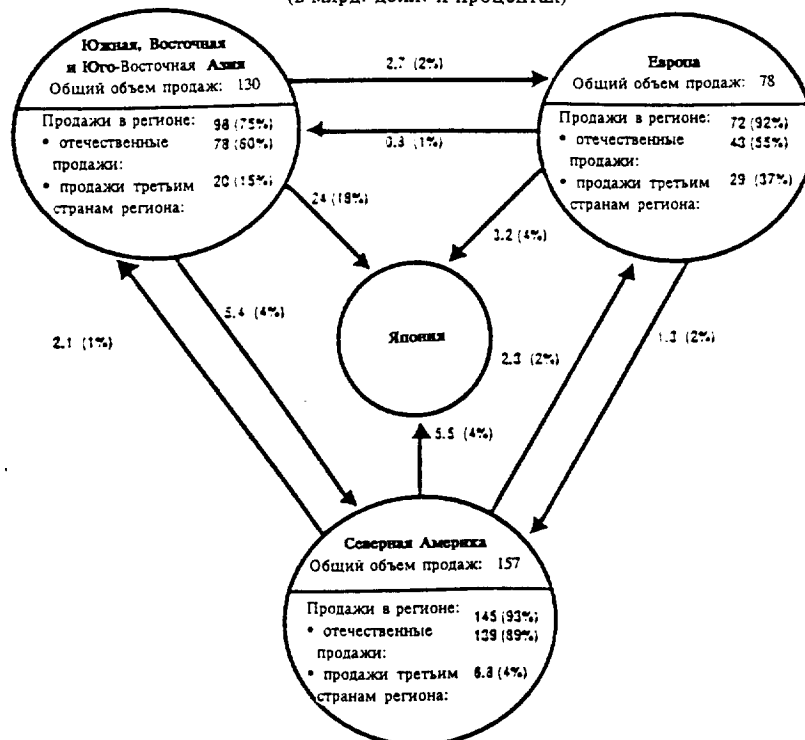 (в млрд. долл. и процентах)
Южная, Восточная
и Юго-Восточная Азия
Общий объем продаж: 130
Продажи в регионе: 98 (75%)
• отечественные 78 (60%)
продажи:
• продажи третьим 20 (15%)
странам региона:
2.7 (2%)
0.8 (1%)
Европа
Общий объем продаж: 78
Продажи в регионе: 72 (92%)
• отечественные 43 (55%)
продажи:
• продажи третьим 29 (37%)
странам региона:
24 (18%)
3.2 (4%)
Япония
2.1 (1%)
5.4 (4%)
2.3 (2%)
1.3 (2%)
5.5 (4%)
Северная Америка
Общий объем продаж: 157
Продажи в регионе: 145 (93%)
• отечественные 139 (89%)
продажи:
• продажи третьим 6.8 (4%)
странам региона: